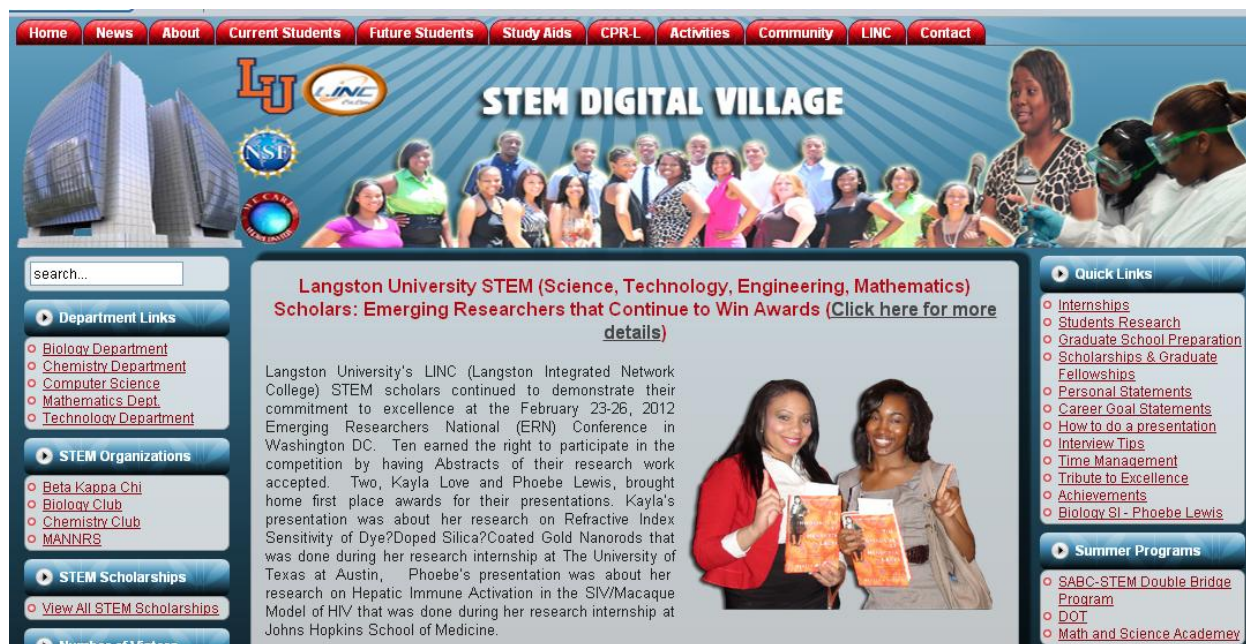 Home News About Current Students Future Students Study Aids CPR-L Activities Community LINC Contact
LU
LINC
NSF
WE CARE
WORLDWIDE
STEM DIGITAL VILLAGE
search...
Department Links
Biology Department
Chemistry Department
Computer Science
Mathematics Dept.
Technology Department
STEM Organizations
Beta Kappa Chi
Biology Club
Chemistry Club
MANNRS
STEM Scholarships
View All STEM Scholarships
Number of Visitors
Langston University STEM (Science, Technology, Engineering, Mathematics)
Scholars: Emerging Researchers that Continue to Win Awards (Click here for more
details)
Langston University's LINC (Langston Integrated Network
College) STEM scholars continued to demonstrate their
commitment to excellence at the February 23-26, 2012
Emerging Researchers National (ERN) Conference in
Washington DC. Ten earned the right to participate in the
competition by having Abstracts of their research work
accepted. Two, Kayla Love and Phoebe Lewis, brought
home first place awards for their presentations. Kayla's
presentation was about her research on Refractive Index
Sensitivity of Dye?Doped Silica?Coated Gold Nanorods that
was done during her research internship at The University of
Texas at Austin, Phoebe's presentation was about her
research on Hepatic Immune Activation in the SIV/Macaque
Model of HIV that was done during her research internship at
Johns Hopkins School of Medicine.
Quick Links
Internships
Students Research
Graduate School Preparation
Scholarships & Graduate
Fellowships
Personal Statements
Career Goal Statements
How to do a presentation
Interview Tips
Time Management
Tribute to Excellence
Achievements
Biology SI - Phoebe Lewis
Summer Programs
SABC-STEM Double Bridge
Program
DOT
Math and Science Academey